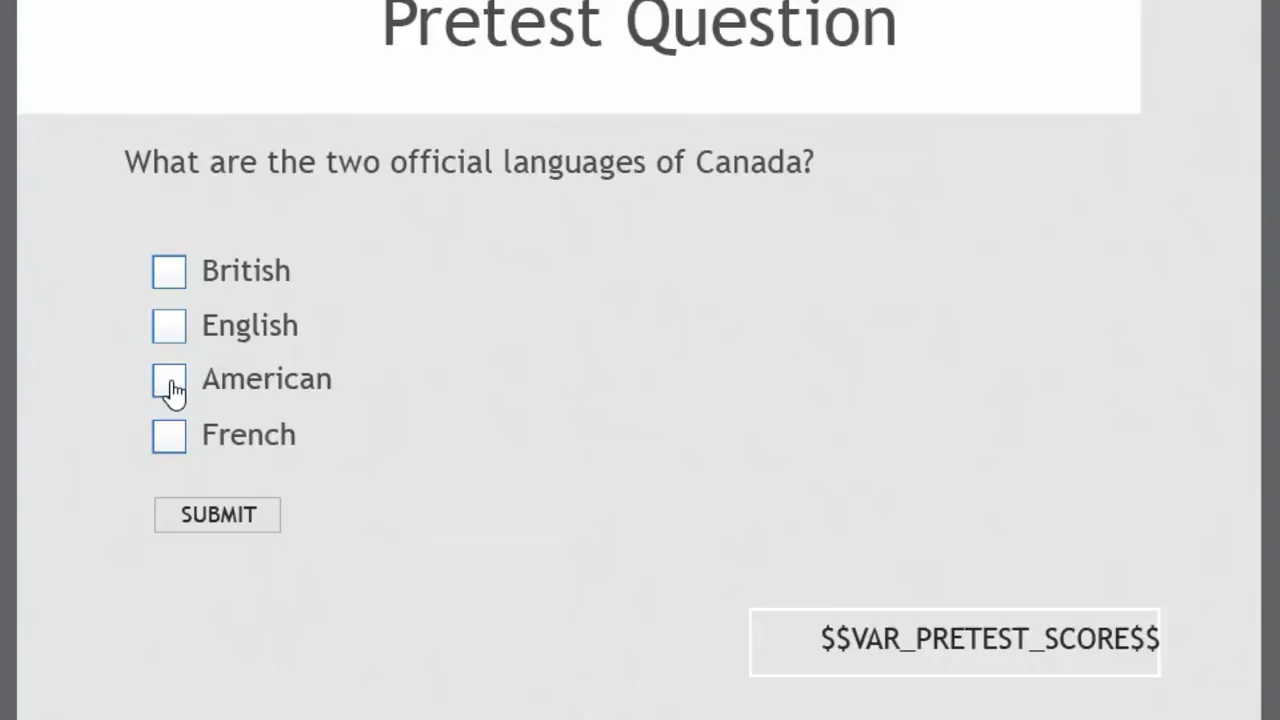 Pretest Question
What are the two official languages of Canada?
British
English
American
French
SUBMIT
$$VAR_PRETEST_SCORE$$